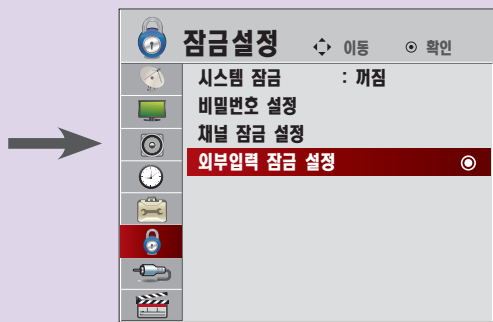 잠금설정 이동 확인
시스템 잠금 : 꺼짐
비밀번호 설정
채널 잠금 설정
외부입력 잠금 설정